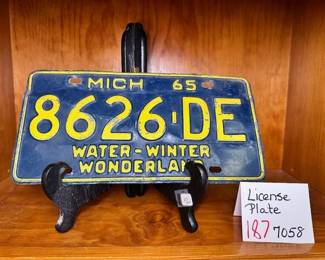 MICH 65
8626-DE
WATER-WINTER
WONDERLAND
License
Plate
187 7058